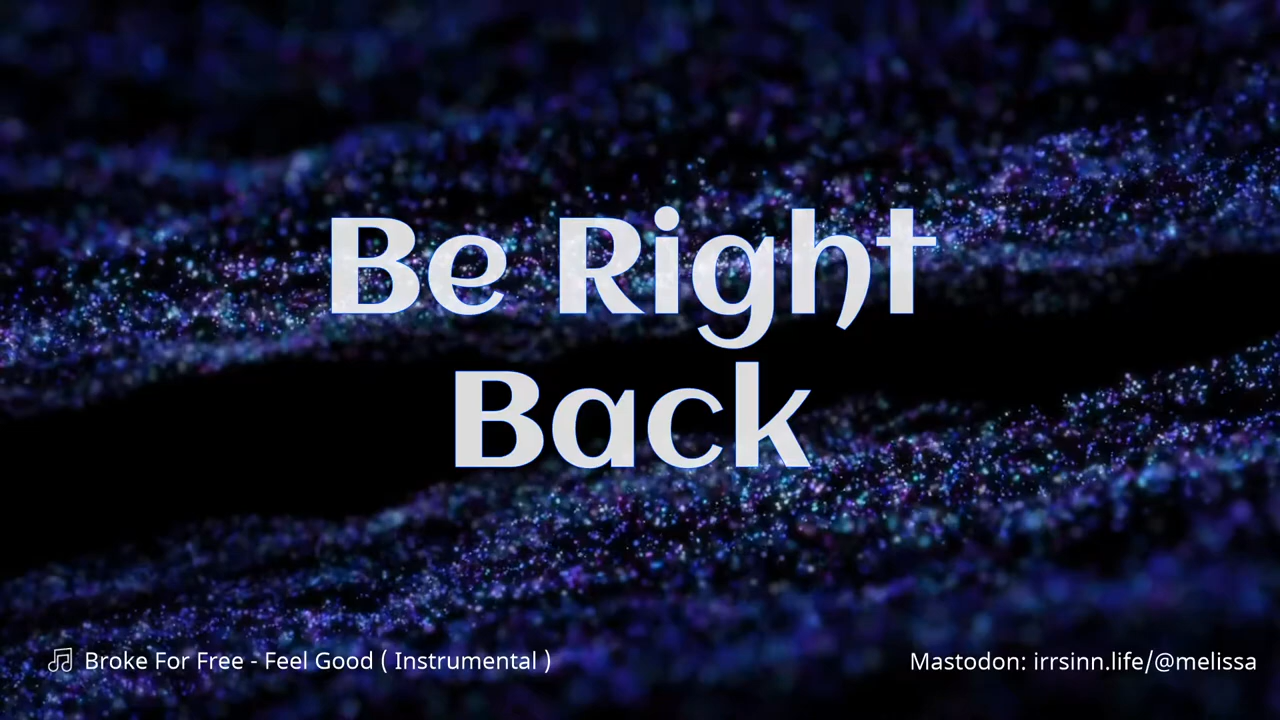 Be Right
Back
Broke For Free - Feel Good ( Instrumental )
Mastodon: irrsinn.life/@melissa